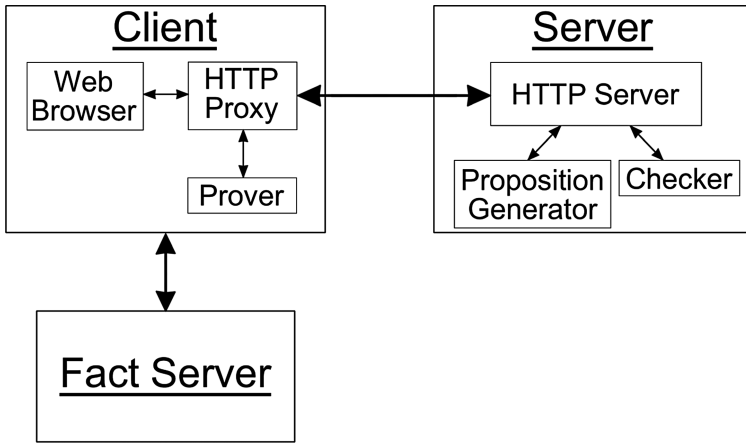 Client
Web
Browser
HTTP
Proxy
Prover
Server
HTTP Server
Proposition
Generator
Checker
Fact Server